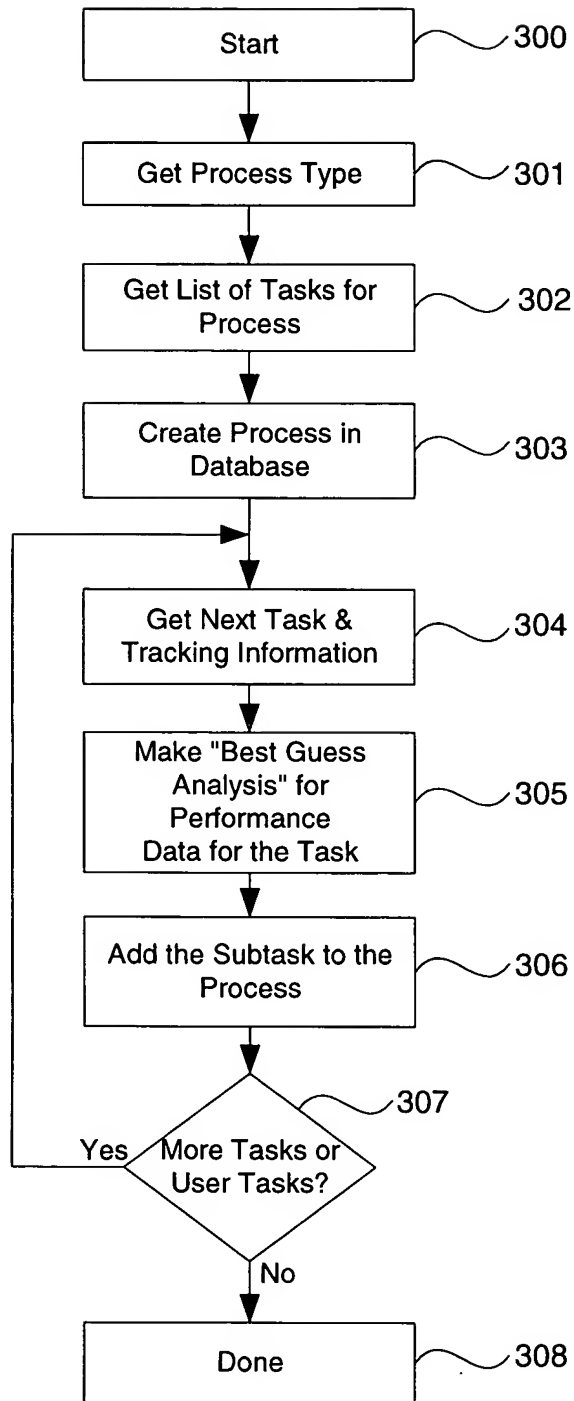 Start
300
Get Process Type
301
Get List of Tasks for
Process
302
Create Process in
Database
303
Get Next Task &
Tracking Information
304
Make "Best Guess
Analysis" for
Performance
Data for the Task
305
Add the Subtask to the
Process
306
307
Yes
More Tasks or
User Tasks?
No
Done
308